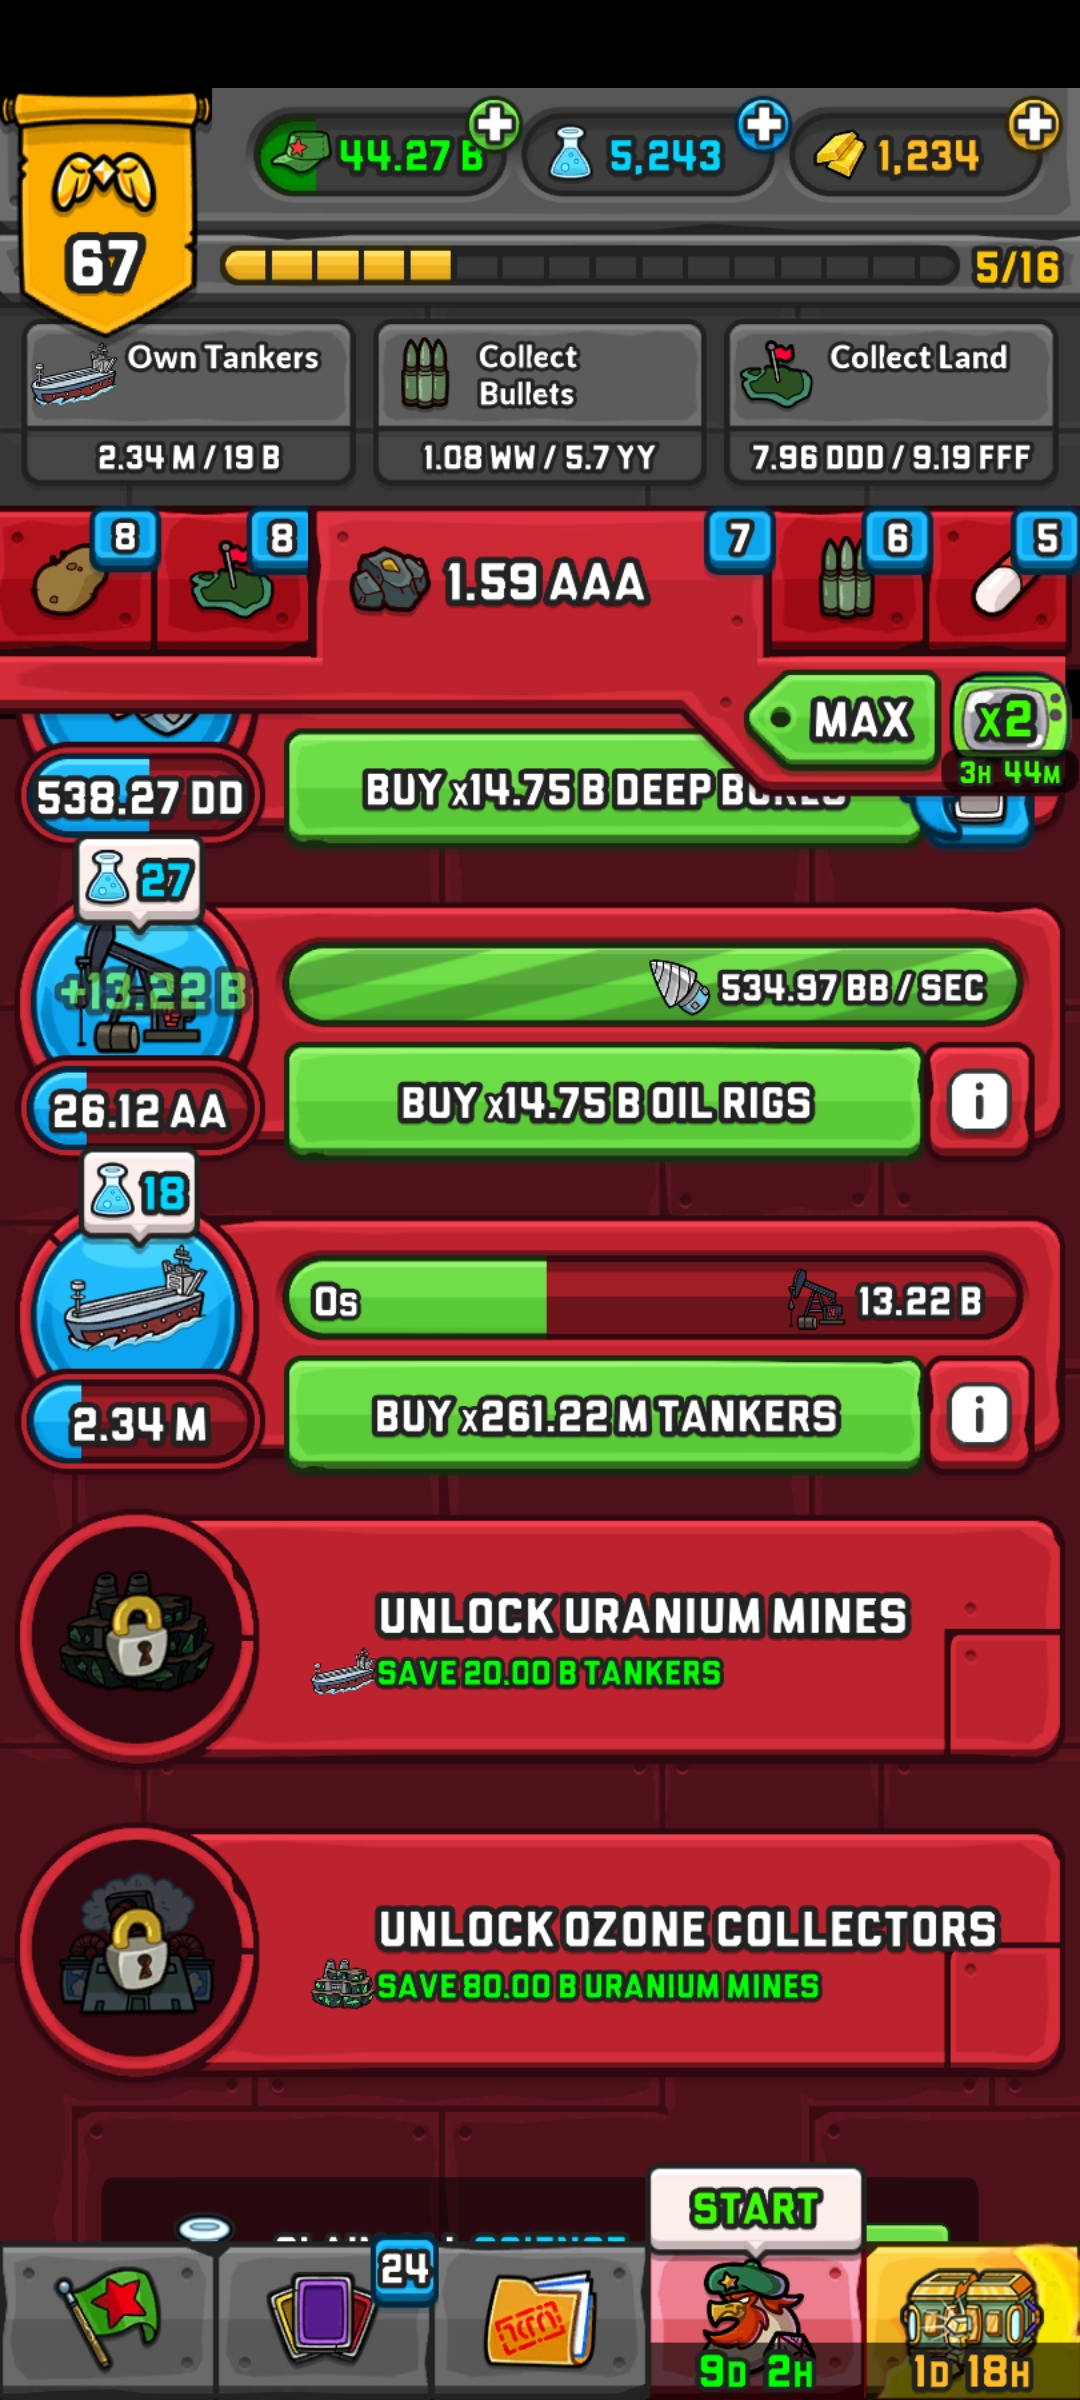 67
44.27 B
5,243
1,234
5/16
Own Tankers
2.34 M / 19 B
Collect
Bullets
1.08 WW / 5.7 YY
Collect Land
7.96 DDD / 9.19 FFF
8
8
1.59 AAA
7
6
5
MAX
x2
3H 44M
538.27 DD
BUY x14.75 B DEEP
27
+13.22 B
534.97 BB / SEC
26.12 AA
BUY x14.75 B OIL RIGS
i
18
0s
13.22 B
2.34 M
BUY x261.22 M TANKERS
i
UNLOCK URANIUM MINES
SAVE 20.00 B TANKERS
UNLOCK OZONE COLLECTORS
SAVE 80.00 B URANIUM MINES
START
24
9D 2H
1D 18H